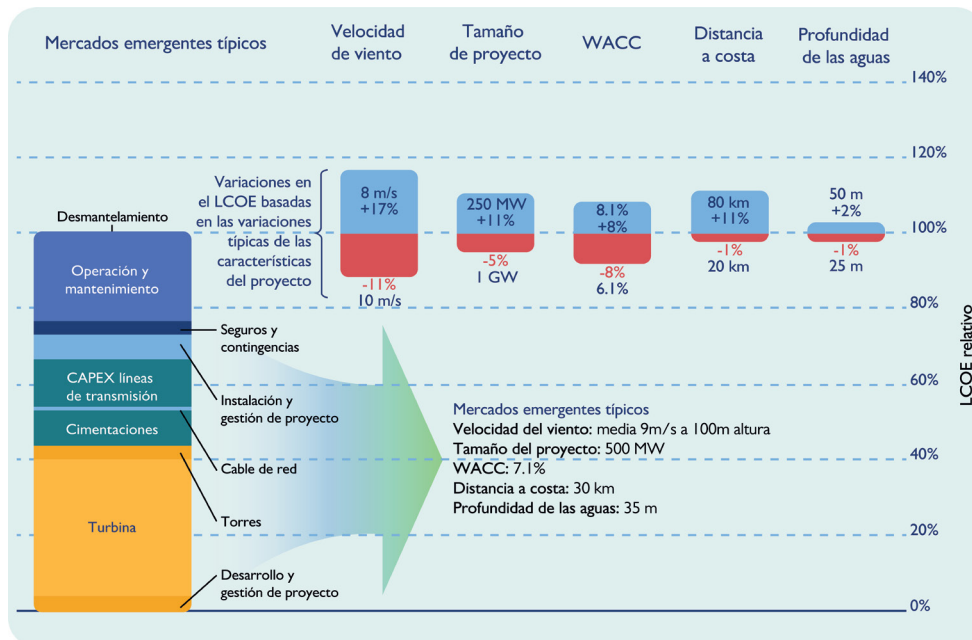 Mercados emergentes típicos
Velocidad
de viento
Tamaño
de proyecto
WACC
Distancia
a costa
Profundidad
de las aguas
140%
120%
100%
80%
60%
40%
20%
0%
LCOE relativo
Variaciones en
el LCOE basadas
en las variaciones
típicas de las
características
del proyecto
8 m/s
+17%
-11%
10 m/s
250 MW
+11%
-5%
1 GW
8.1%
+8%
-8%
6.1%
80 km
+11%
-1%
20 km
50 m
+2%
-1%
25 m
Desmantelamiento
Operación y
mantenimiento
Seguros y
contingencias
Instalación y
gestión de proyecto
CAPEX líneas
de transmisión
Cable de red
Cimentaciones
Torres
Turbina
Desarrollo y
gestión de proyecto
Mercados emergentes típicos
Velocidad del viento: media 9m/s a 100m altura
Tamaño del proyecto: 500 MW
WACC: 7.1%
Distancia a costa: 30 km
Profundidad de las aguas: 35 m